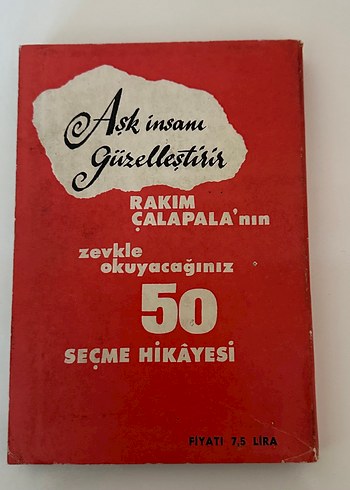 Aşk insanı
Güzelleştirir
RAKIM
ÇALAPALA'nın
zevkle
okuyacağınız
50
SEÇME HİKÂYESİ
FİYATI 7,5 LİRA